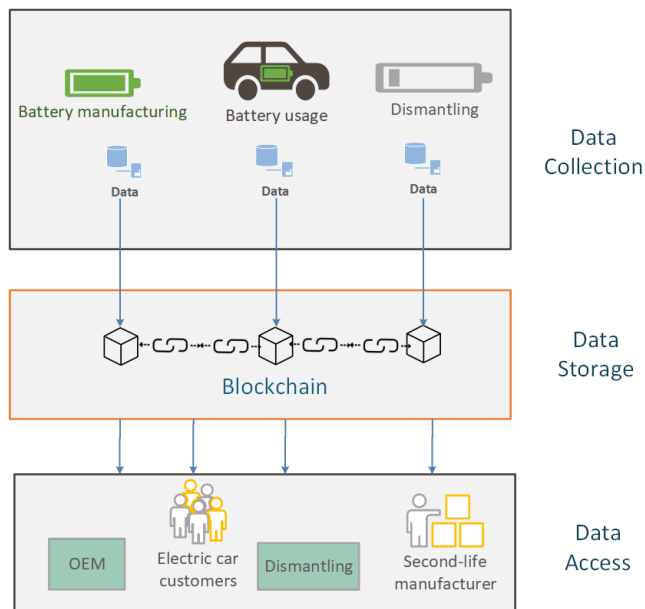 Battery manufacturing
Battery usage
Dismantling
Data
Data
Data
Data
Collection
Blockchain
Data
Storage
OEM
Electric car
customers
Dismantling
Second-life
manufacturer
Data
Access